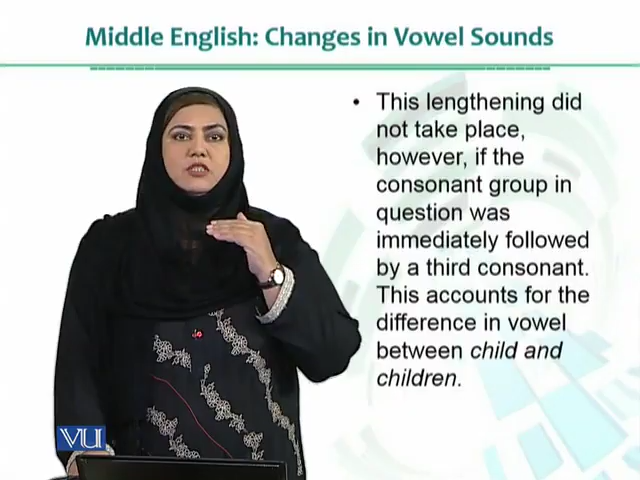 Middle English: Changes in Vowel Sounds
• This lengthening did
not take place,
however, if the
consonant group in
question was
immediately followed
by a third consonant.
This accounts for the
difference in vowel
between child and
children.
VU